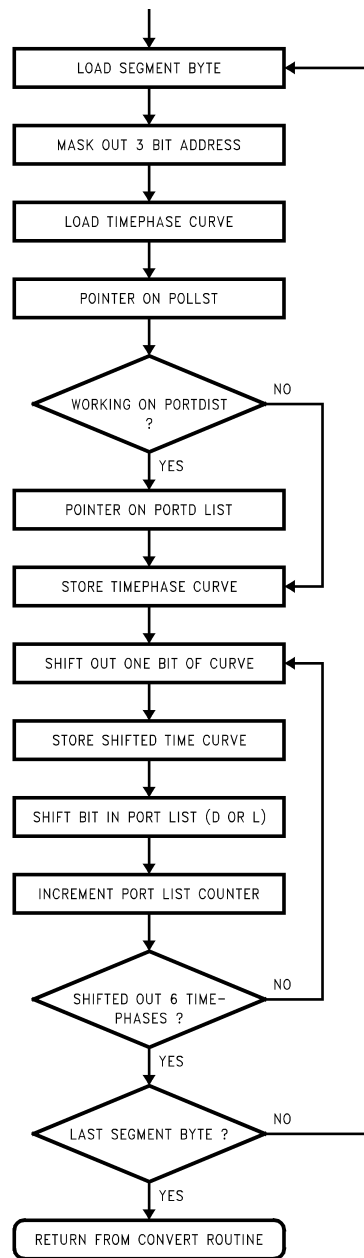 LOAD SEGMENT BYTE
MASK OUT 3 BIT ADDRESS
LOAD TIMEPHASE CURVE
POINTER ON POLLST
WORKING ON PORTDIST
?
NO
YES
POINTER ON PORTD LIST
STORE TIMEPHASE CURVE
SHIFT OUT ONE BIT OF CURVE
STORE SHIFTED TIME CURVE
SHIFT BIT IN PORT LIST (D OR L)
INCREMENT PORT LIST COUNTER
NO
SHIFTED OUT 6 TIME-
PHASES ?
YES
NO
LAST SEGMENT BYTE ?
YES
RETURN FROM CONVERT ROUTINE